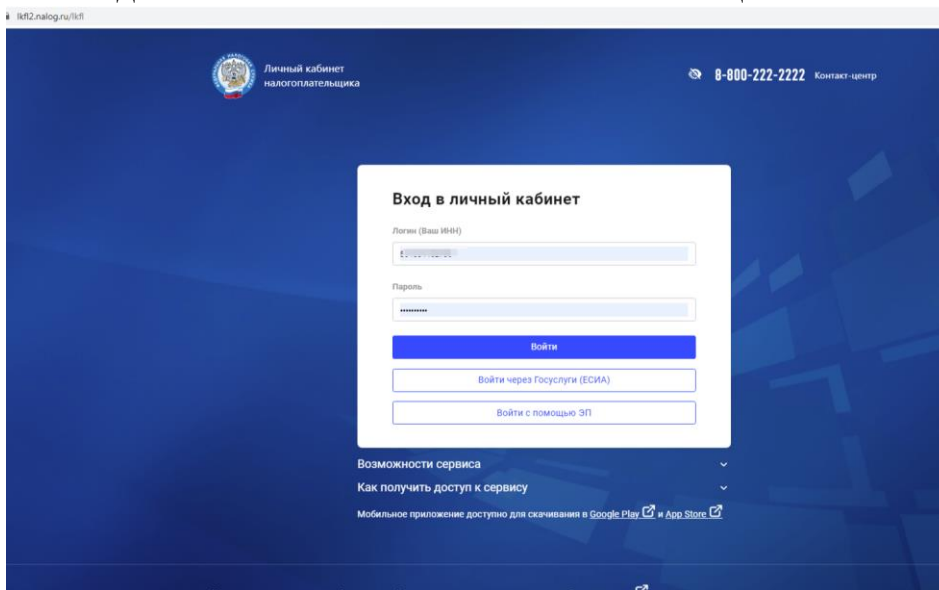 lkfl2.nalog.ru/lkfl
Личный кабинет
налогоплательщика
8-800-222-2222 Контакт-центр
Вход в личный кабинет
Логин (Ваш ИНН)
Пароль
••••••••••
Войти
Войти через Госуслуги (ЕСИА)
Войти с помощью ЭП
Возможности сервиса
Как получить доступ к сервису
Мобильное приложение доступно для скачивания в Google Play и App Store